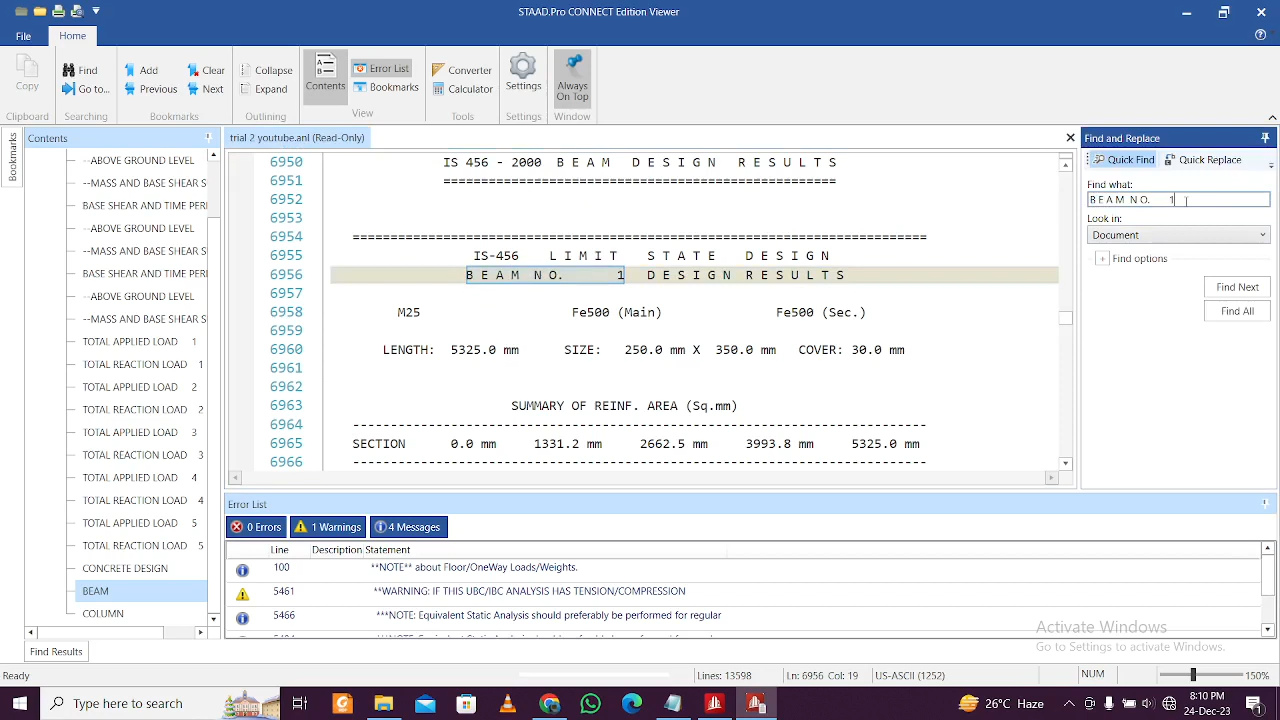 STAAD.Pro CONNECT Edition Viewer
File Home
Copy
Clipboard
Find
Go to...
Searching
Add Clear
Previous Next
Bookmarks
Collapse
Expand
Outlining
Contents
Error List
Bookmarks
View
Converter
Calculator
Tools
Settings
Settings
Always On Top
Window
Bookmarks
Contents
--ABOVE GROUND LEVEL
--MASS AND BASE SHEAR S
BASE SHEAR AND TIME PER
--ABOVE GROUND LEVEL
--MASS AND BASE SHEAR S
BASE SHEAR AND TIME PER
--ABOVE GROUND LEVEL
--MASS AND BASE SHEAR S
TOTAL APPLIED LOAD 1
TOTAL REACTION LOAD 1
TOTAL APPLIED LOAD 2
TOTAL REACTION LOAD 2
TOTAL APPLIED LOAD 3
TOTAL REACTION LOAD 3
TOTAL APPLIED LOAD 4
TOTAL REACTION LOAD 4
TOTAL APPLIED LOAD 5
TOTAL REACTION LOAD 5
CONCRETE DESIGN
BEAM
COLUMN
Find Results
trial 2 youtube.anl (Read-Only)
6950 IS 456 - 2000 B E A M D E S I G N R E S U L T S
6951 ====================================================
6952
6953
6954 ============================================================================
6955 IS-456 L I M I T S T A T E D E S I G N
6956 B E A M N O. 1 D E S I G N R E S U L T S
6957
6958 M25 Fe500 (Main) Fe500 (Sec.)
6959
6960 LENGTH: 5325.0 mm SIZE: 250.0 mm X 350.0 mm COVER: 30.0 mm
6961
6962
6963 SUMMARY OF REINF. AREA (Sq.mm)
6964 ----------------------------------------------------------------------------
6965 SECTION 0.0 mm 1331.2 mm 2662.5 mm 3993.8 mm 5325.0 mm
6966 ----------------------------------------------------------------------------
Find and Replace
Quick Find Quick Replace
Find what:
B E A M N O. 1
Look in:
Document
Find options
Find Next
Find All
Error List
0 Errors 1 Warnings 4 Messages
Line Description Statement
100 **NOTE** about Floor/OneWay Loads/Weights.
5461 **WARNING: IF THIS UBC/IBC ANALYSIS HAS TENSION/COMPRESSION
5466 ***NOTE: Equivalent Static Analysis should preferably be performed for regular
Activate Windows
Go to Settings to activate Windows.
Ready Lines: 13598 Ln: 6956 Col: 19 US-ASCII (1252) NUM 150%
Type here to search
26°C Haze
8:10 PM
24-Dec-23